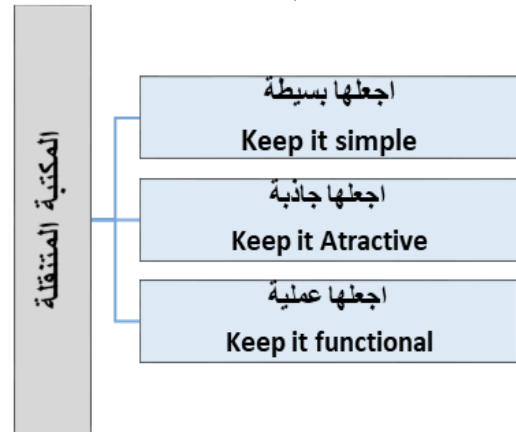 المكتبة المتنقلة
اجعلها بسيطة
Keep it simple
اجعلها جاذبة
Keep it Atractive
اجعلها عملية
Keep it functional